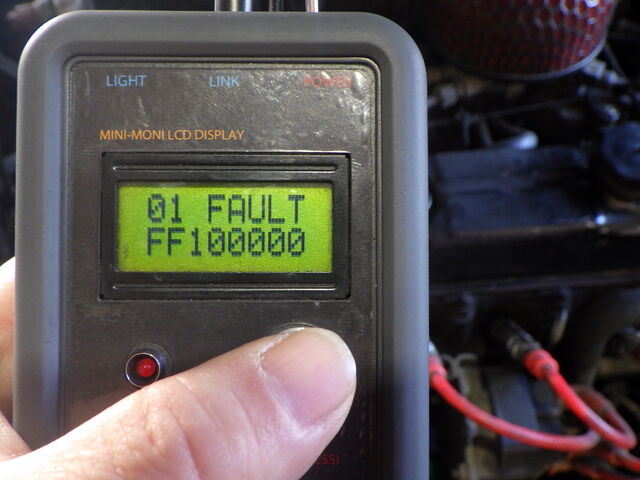 LIGHT LINK POWER
MINI-MONI LCD DISPLAY
01 FAULT
FF100000